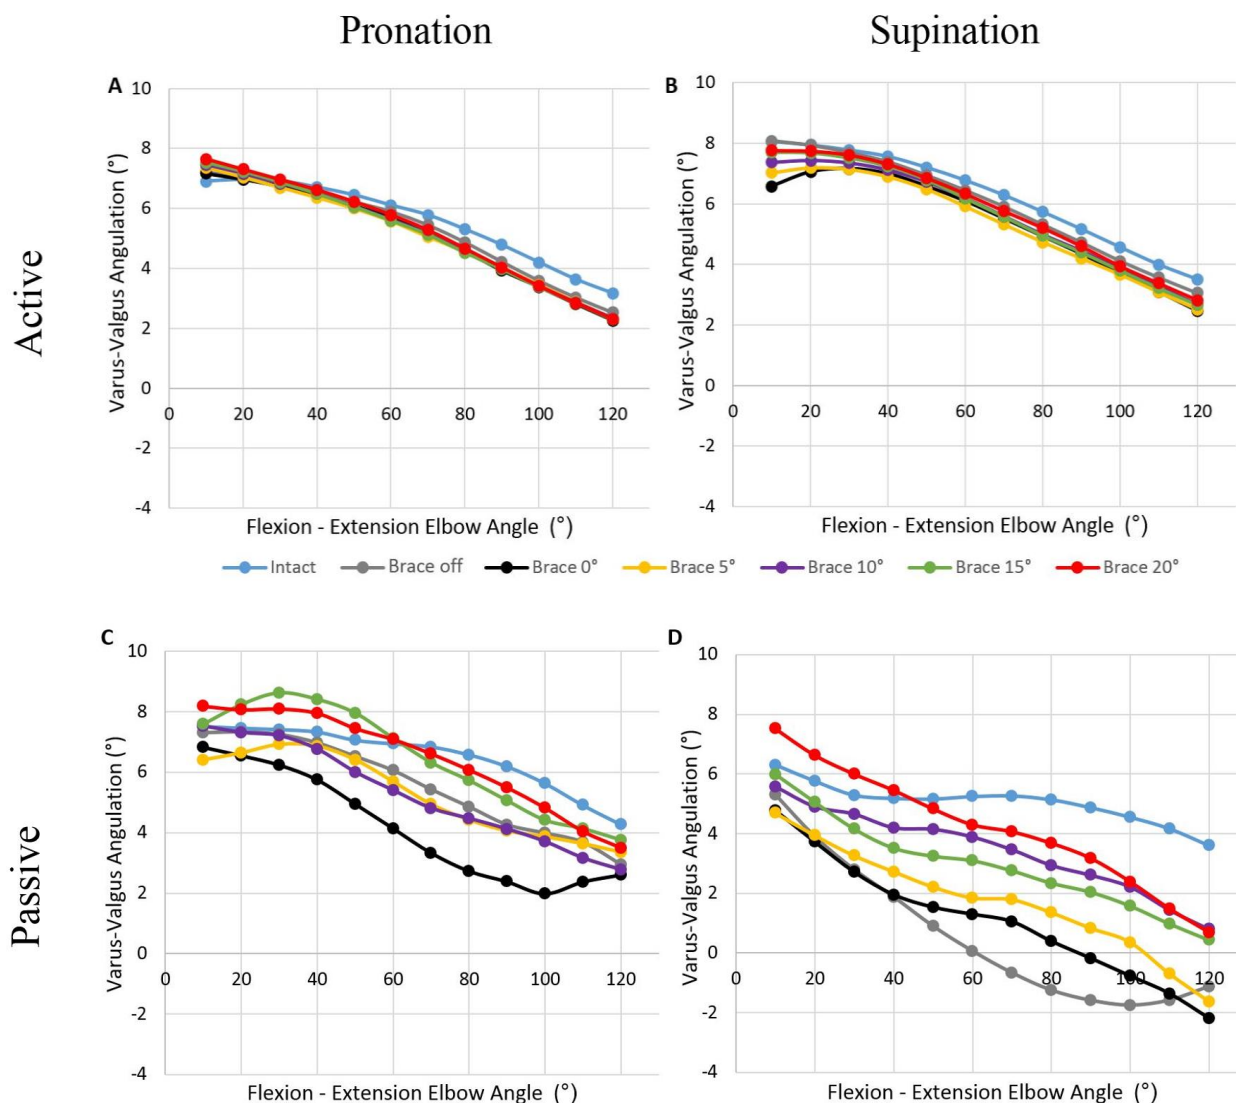 Pronation
Supination
Active
A
Varus-Valgus Angulation (°)
10
8
6
4
2
0
-2
-4
0 20 40 60 80 100 120
Flexion - Extension Elbow Angle (°)
B
Varus-Valgus Angulation (°)
10
8
6
4
2
0
-2
-4
0 20 40 60 80 100 120
Flexion - Extension Elbow Angle (°)
Intact Brace off Brace 0° Brace 5° Brace 10° Brace 15° Brace 20°
Passive
C
Varus-Valgus Angulation (°)
10
8
6
4
2
0
-2
-4
0 20 40 60 80 100 120
Flexion - Extension Elbow Angle (°)
D
Varus-Valgus Angulation (°)
10
8
6
4
2
0
-2
-4
0 20 40 60 80 100 120
Flexion - Extension Elbow Angle (°)